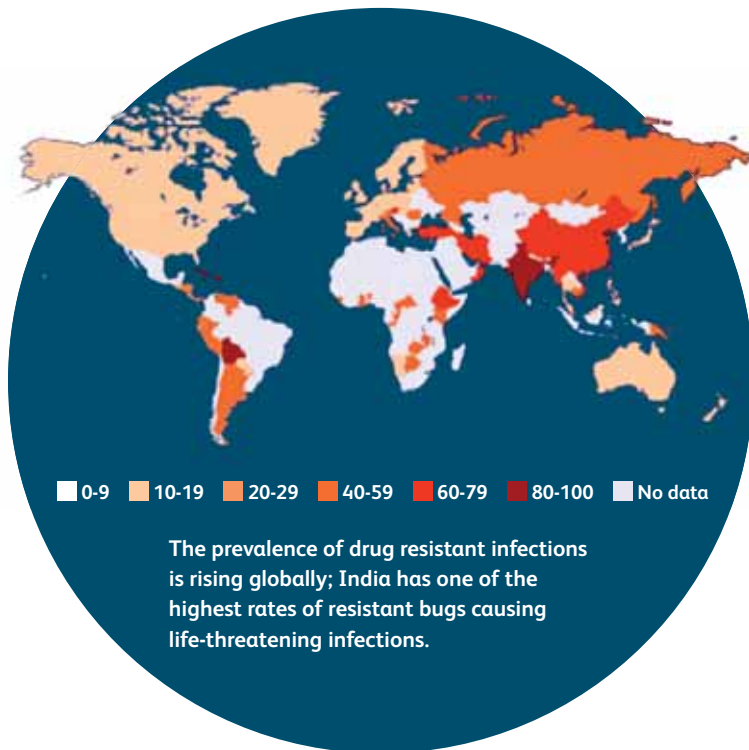 0-9 10-19 20-29 40-59 60-79 80-100 No data
The prevalence of drug resistant infections
is rising globally; India has one of the
highest rates of resistant bugs causing
life-threatening infections.